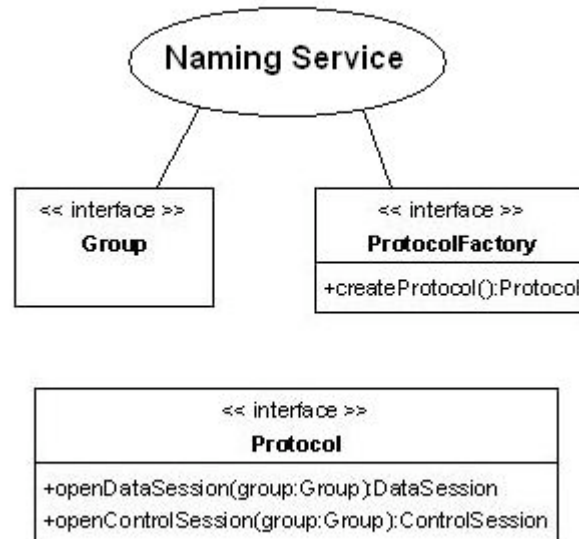 Naming Service
<< interface >>
Group
<< interface >>
ProtocolFactory
+createProtocol():Protocol
<< interface >>
Protocol
+openDataSession(group:Group):DataSession
+openControlSession(group:Group):ControlSession